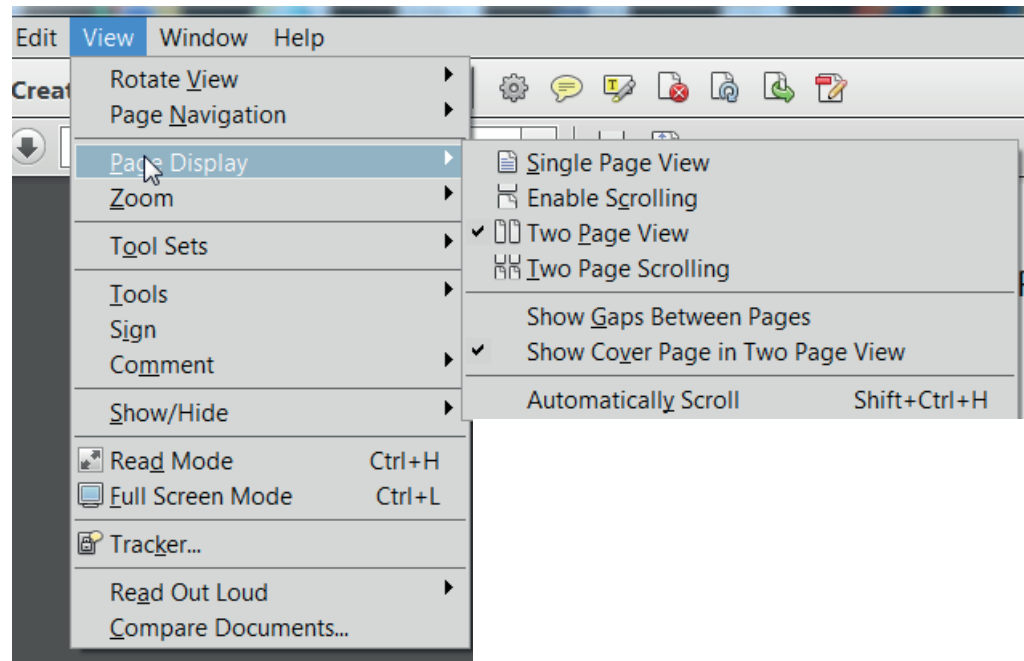 Edit View Window Help
Creat
Rotate View
Page Navigation
Page Display
Zoom
Tool Sets
Tools
Sign
Comment
Show/Hide
Read Mode Ctrl+H
Full Screen Mode Ctrl+L
Tracker...
Read Out Loud
Compare Documents...
Single Page View
Enable Scrolling
Two Page View
Two Page Scrolling
Show Gaps Between Pages
Show Cover Page in Two Page View
Automatically Scroll Shift+Ctrl+H